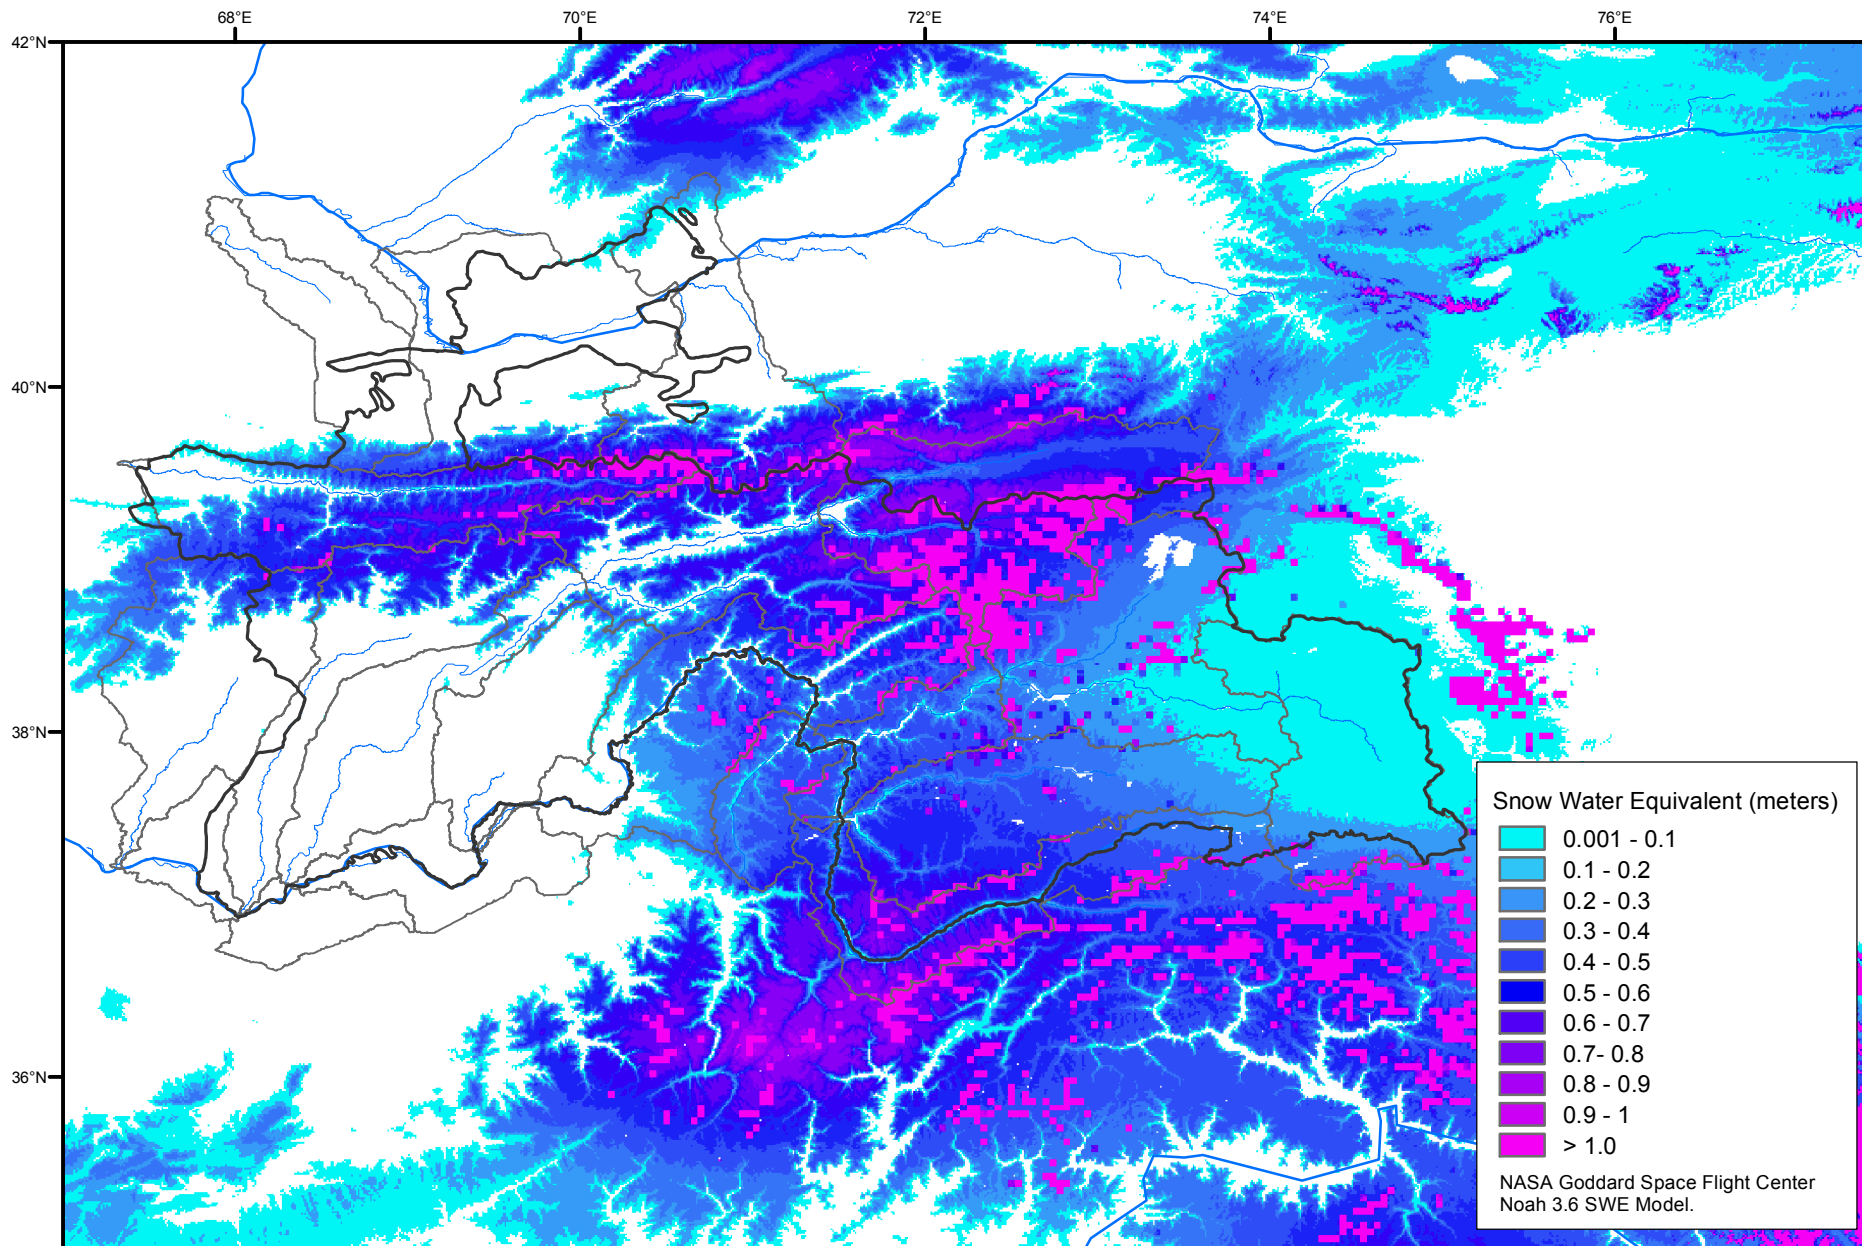 68°E
70°E
72°E
74°E
76°E
42°N
40°N
38°N
36°N
Snow Water Equivalent (meters)
0.001 - 0.1
0.1 - 0.2
0.2 - 0.3
0.3 - 0.4
0.4 - 0.5
0.5 - 0.6
0.6 - 0.7
0.7- 0.8
0.8 - 0.9
0.9 - 1
> 1.0
NASA Goddard Space Flight Center
Noah 3.6 SWE Model.